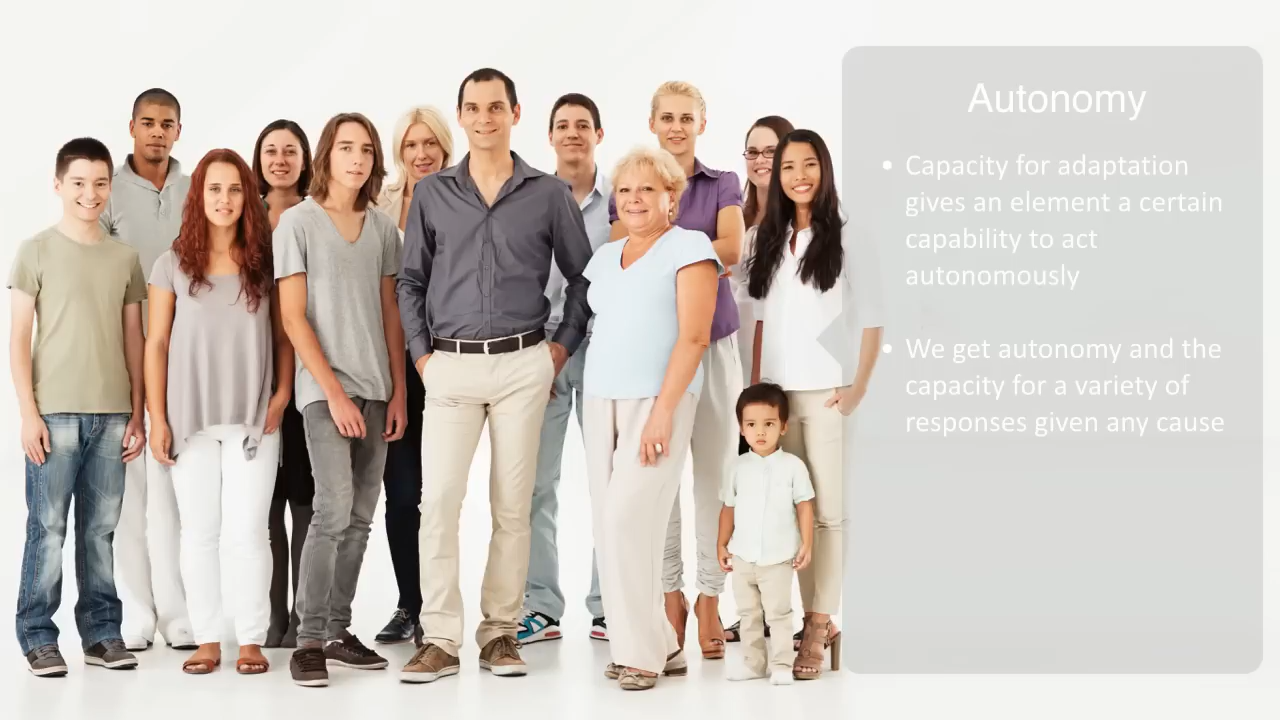 Autonomy
• Capacity for adaptation
gives an element a certain
capability to act
autonomously
• We get autonomy and the
capacity for a variety of
responses given any cause